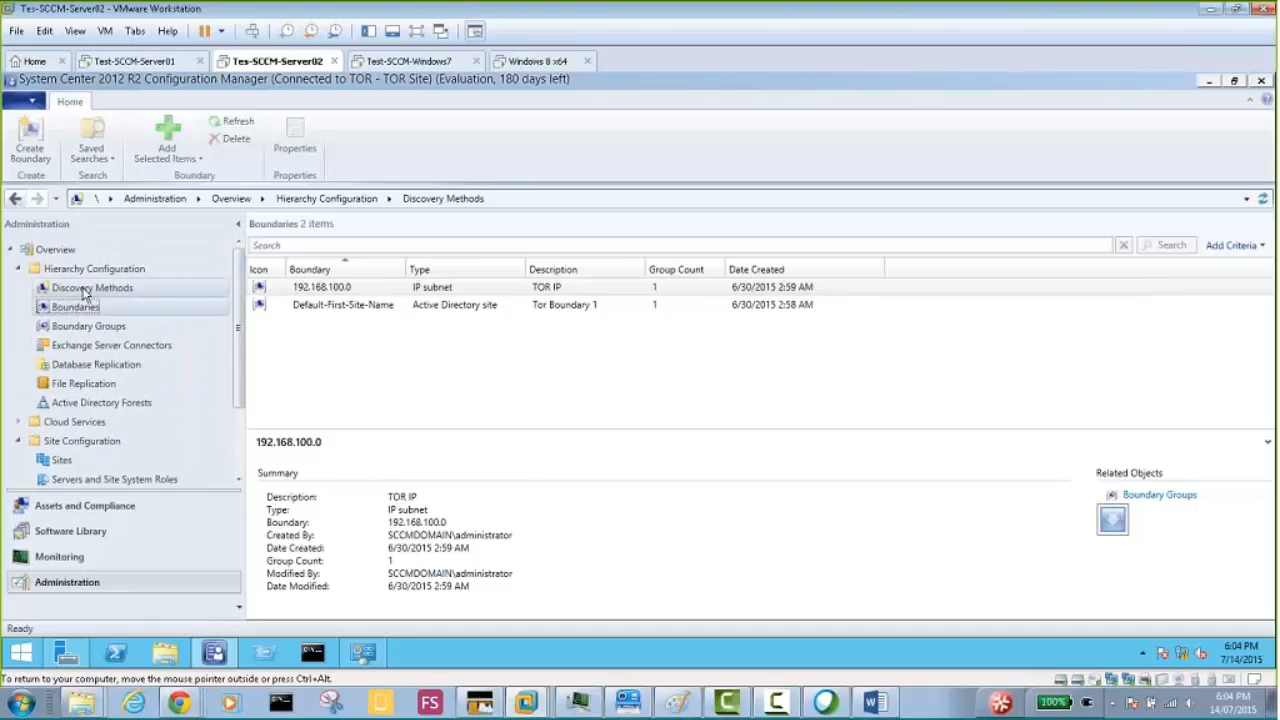 Tes-SCCM-Server02 - VMware Workstation
File Edit View VM Tabs Help
Home Test-SCCM-Server01 Tes-SCCM-Server02 Test-SCCM-Windows7 Windows 8 x64
System Center 2012 R2 Configuration Manager (Connected to TOR - TOR Site) (Evaluation, 180 days left)
Home
Create Boundary
Saved Searches
Add Selected Items
Refresh
Delete
Properties
Create Search Boundary Properties
\ Administration Overview Hierarchy Configuration Discovery Methods
Administration
Overview
Hierarchy Configuration
Discovery Methods
Boundaries
Boundary Groups
Exchange Server Connectors
Database Replication
File Replication
Active Directory Forests
Cloud Services
Site Configuration
Sites
Servers and Site System Roles
Assets and Compliance
Software Library
Monitoring
Administration
Boundaries 2 items
Search Search Add Criteria
Icon Boundary Type Description Group Count Date Created
192.168.100.0 IP subnet TOR IP 1 6/30/2015 2:59 AM
Default-First-Site-Name Active Directory site Tor Boundary 1 1 6/30/2015 2:58 AM
192.168.100.0
Summary
Description: TOR IP
Type: IP subnet
Boundary: 192.168.100.0
Created By: SCCMDOMAIN\administrator
Date Created: 6/30/2015 2:59 AM
Group Count: 1
Modified By: SCCMDOMAIN\administrator
Date Modified: 6/30/2015 2:59 AM
Related Objects
Boundary Groups
Ready
6:04 PM
7/14/2015
To return to your computer, move the mouse pointer outside or press Ctrl+Alt.
FS
100%
6:04 PM
14/07/2015